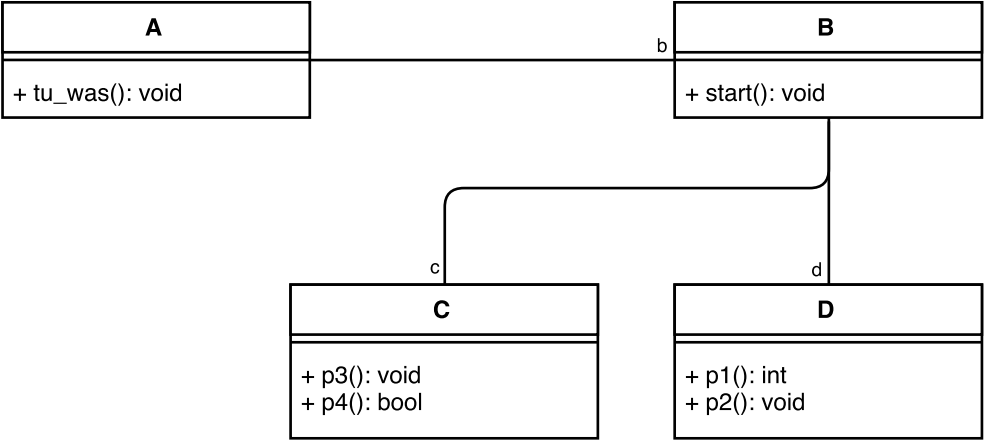 A
+ tu_was(): void
b
B
+ start(): void
c
C
+ p3(): void
+ p4(): bool
d
D
+ p1(): int
+ p2(): void